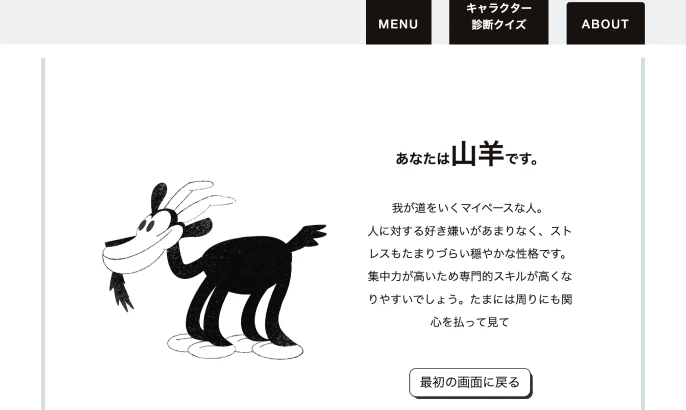 MENU
キャラクター
診断クイズ
ABOUT
あなたは山羊です。
我が道をいくマイペースな人。
人に対する好き嫌いがあまりなく、スト
レスもたまりづらい穏やかな性格です。
集中力が高いため専門的スキルが高くな
りやすいでしょう。たまには周りにも関
心を払って見て
最初の画面に戻る